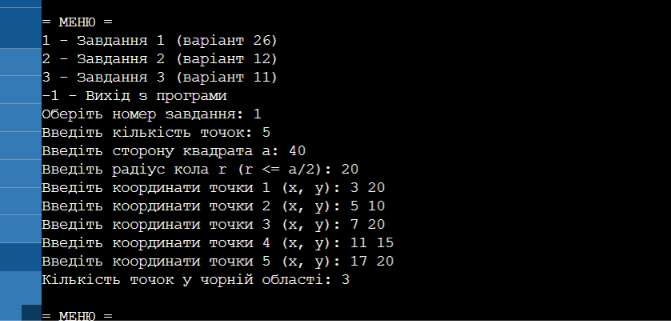 = МЕНЮ =
1 - Завдання 1 (варіант 26)
2 - Завдання 2 (варіант 12)
3 - Завдання 3 (варіант 11)
-1 - Вихід з програми
Оберіть номер завдання: 1
Введіть кількість точок: 5
Введіть сторону квадрата a: 40
Введіть радіус кола r (r <= a/2): 20
Введіть координати точки 1 (x, y): 3 20
Введіть координати точки 2 (x, y): 5 10
Введіть координати точки 3 (x, y): 7 20
Введіть координати точки 4 (x, y): 11 15
Введіть координати точки 5 (x, y): 17 20
Кількість точок у чорній області: 3
= МЕНЮ =